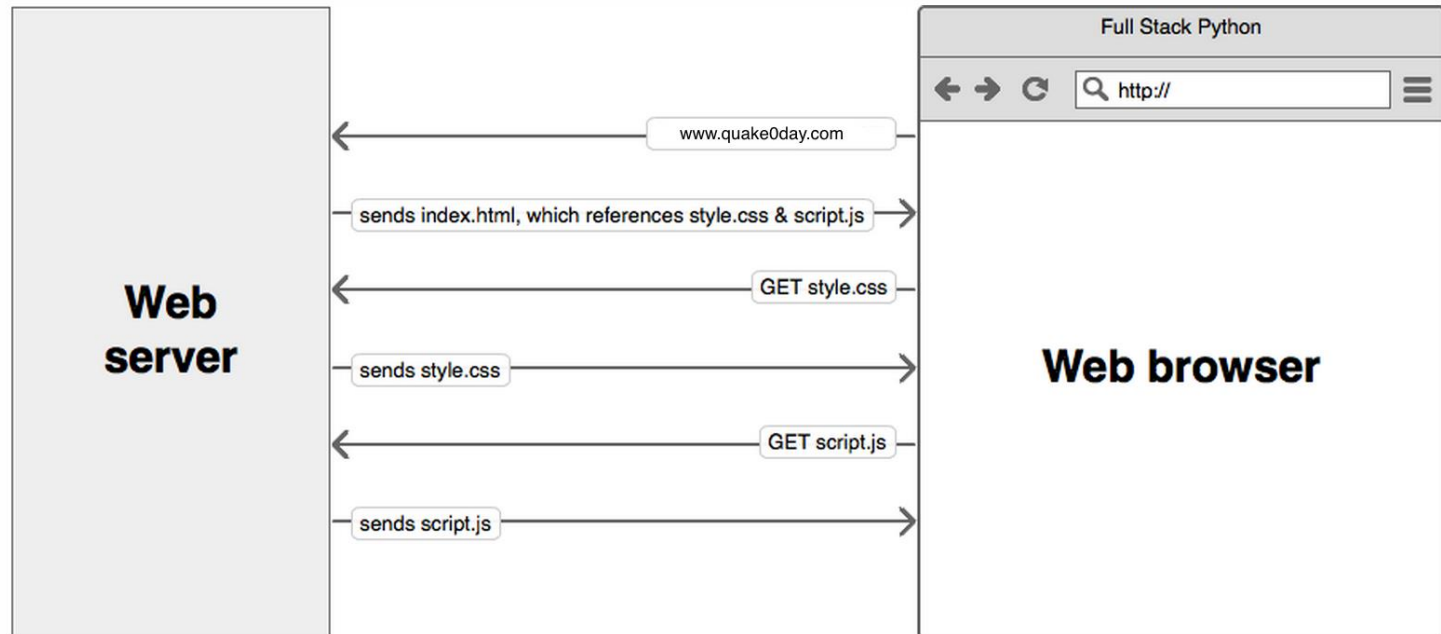 Full Stack Python
http://
www.quake0day.com
sends index.html, which references style.css & script.js
GET style.css
Web
server
sends style.css
Web browser
GET script.js
sends script.js